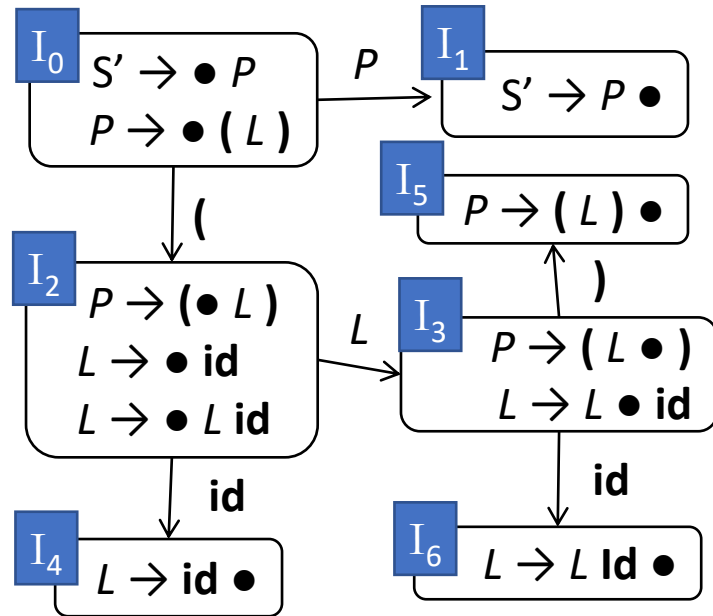 I₀
S’ → ● P
P → ● ( L )
P
I₁
S’ → P ●
(
I₅
P → ( L ) ●
I₂
P → (● L )
L → ● id
L → ● L id
L
)
I₃
P → ( L ● )
L → L ● id
id
id
I₄
L → id ●
I₆
L → L Id ●